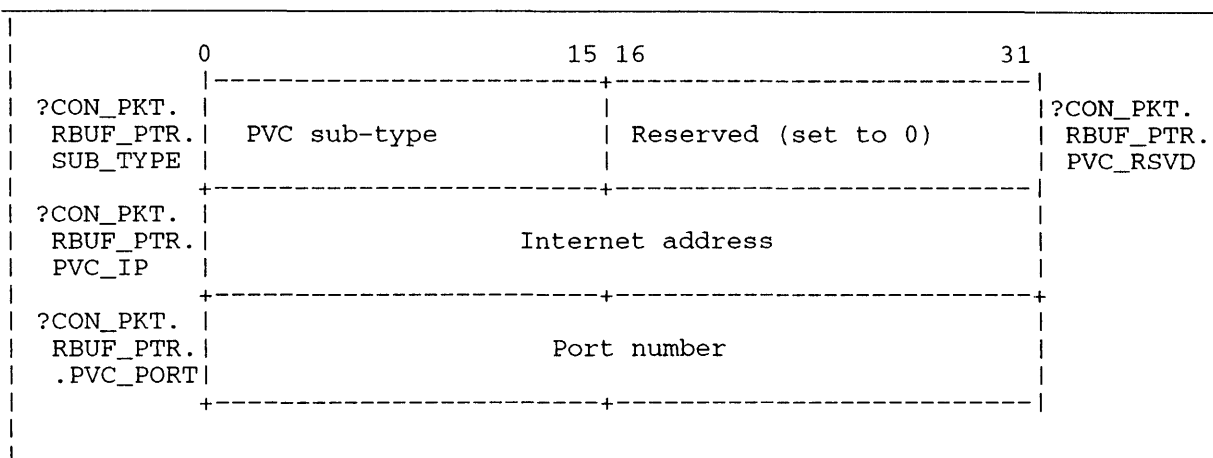 0 15 16 31
?CON_PKT. ?CON_PKT.
RBUF_PTR. PVC sub-type Reserved (set to 0) RBUF_PTR.
SUB_TYPE PVC_RSVD
?CON_PKT.
RBUF_PTR. Internet address
PVC_IP
?CON_PKT.
RBUF_PTR. Port number
.PVC_PORT